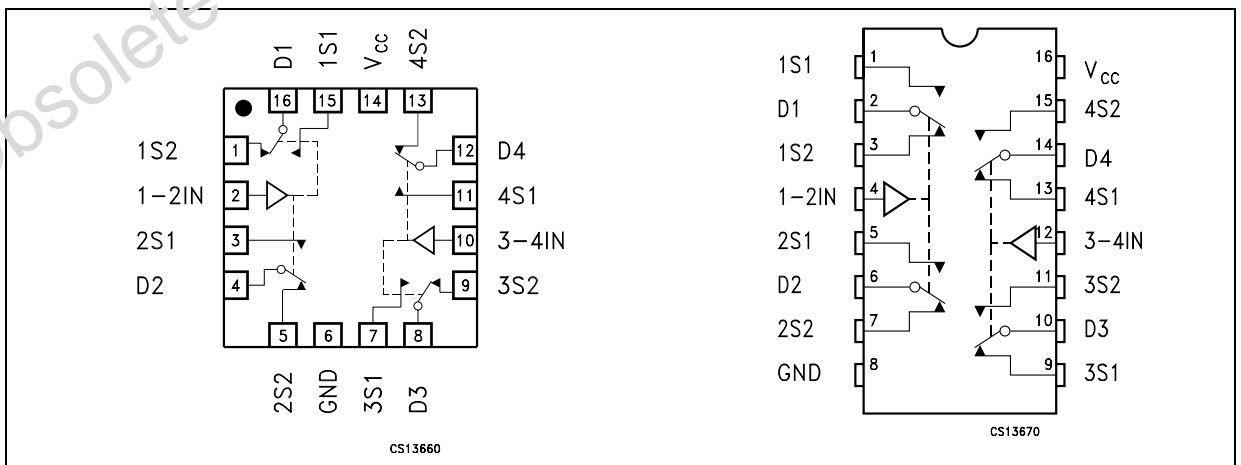 obsolete
D1 1S1 VCC 4S2
16 15 14 13
1S2 1 12 D4
1-2IN 2 11 4S1
2S1 3 10 3-4IN
D2 4 9 3S2
5 6 7 8
2S2 GND 3S1 D3
CS13660
1S1 1 16 VCC
D1 2 15 4S2
1S2 3 14 D4
1-2IN 4 13 4S1
2S1 5 12 3-4IN
D2 6 11 3S2
2S2 7 10 D3
GND 8 9 3S1
CS13670